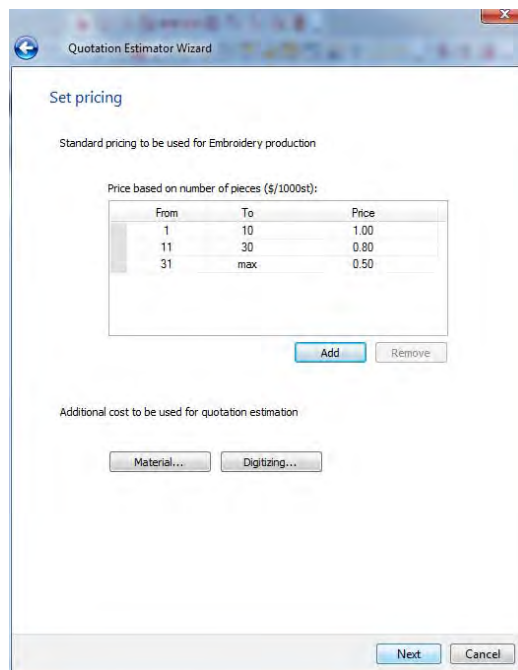 Quotation Estimator Wizard
Set pricing
Standard pricing to be used for Embroidery production
Price based on number of pieces ($/1000st):
From To Price
1 10 1.00
11 30 0.80
31 max 0.50
Add Remove
Additional cost to be used for quotation estimation
Material... Digitizing...
Next Cancel